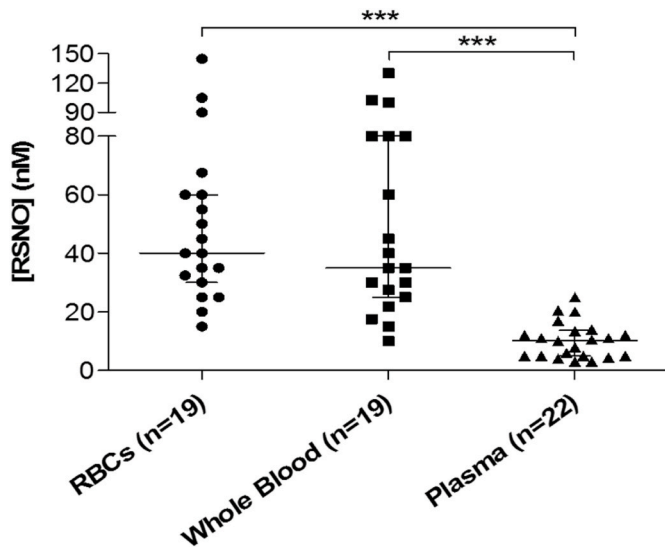 ***
***
150
120
90
80
60
40
20
0
[RSNO] (nM)
RBCs (n=19)
Whole Blood (n=19)
Plasma (n=22)